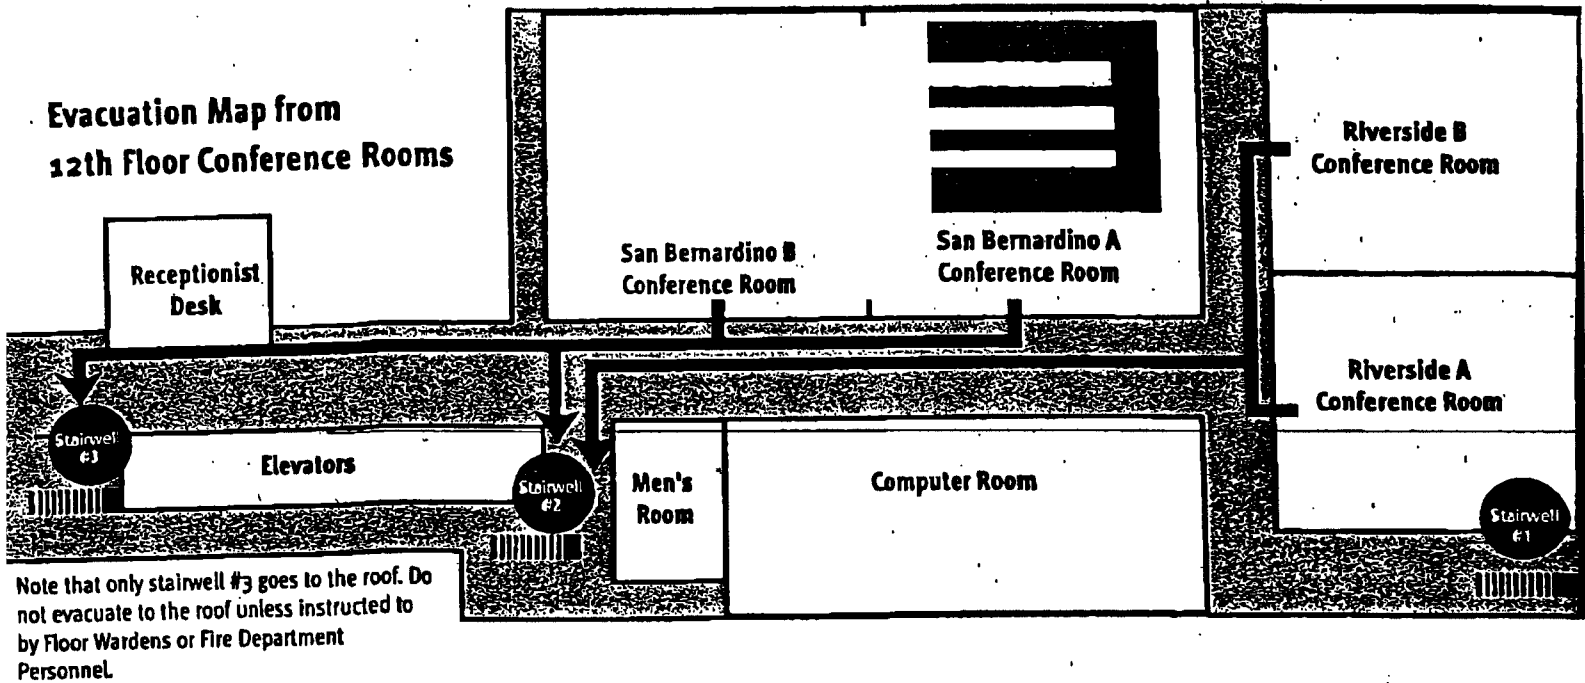 Evacuation Map from
12th Floor Conference Rooms
Receptionist
Desk
San Bernardino B
Conference Room
San Bernardino A
Conference Room
Riverside B
Conference Room
Riverside A
Conference Room
Stairwell
#3
Elevators
Stairwell
#2
Men's
Room
Computer Room
Stairwell
#1
Note that only stairwell #3 goes to the roof. Do
not evacuate to the roof unless instructed to
by Floor Wardens or Fire Department
Personnel.